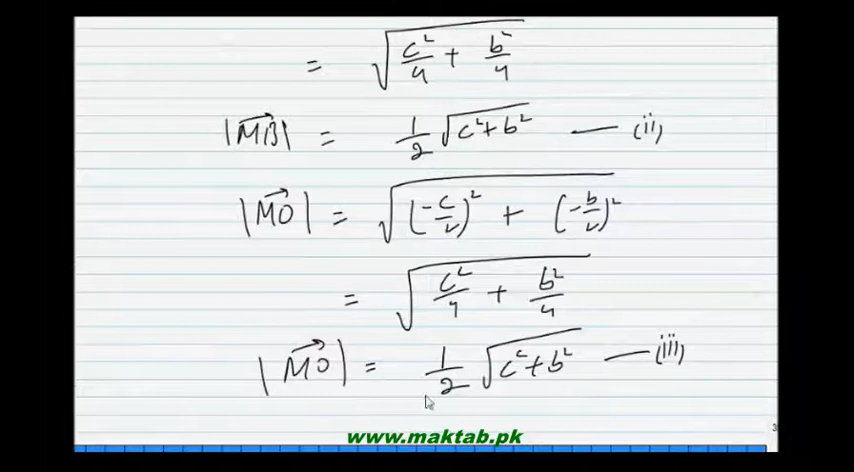 = √(c²/4 + b²/4)
|MB→| = 1/2 √(c²+b²) — (ii)
|MO→| = √((-c/2)² + (-b/2)²)
= √(c²/4 + b²/4)
|MO→| = 1/2 √(c²+b²) — (iii)
www.maktab.pk
3